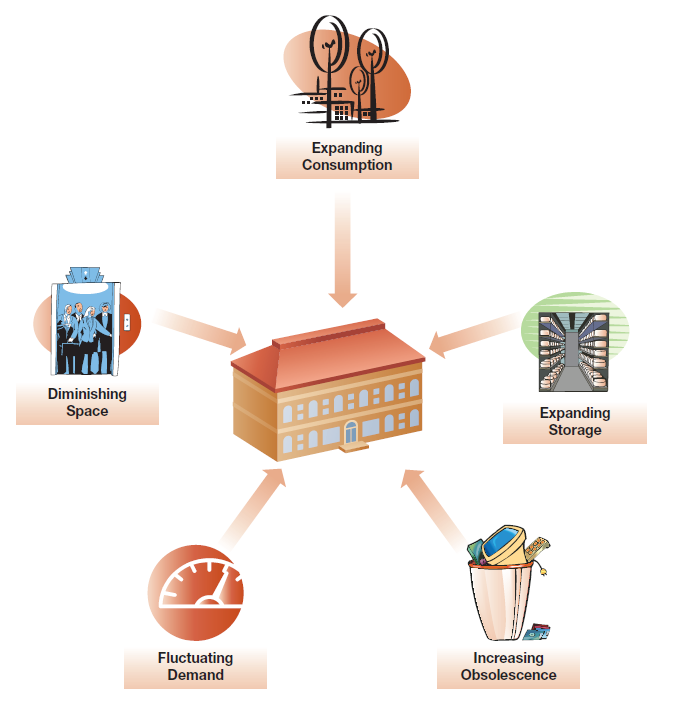 Expanding
Consumption
Diminishing
Space
Expanding
Storage
Fluctuating
Demand
Increasing
Obsolescence